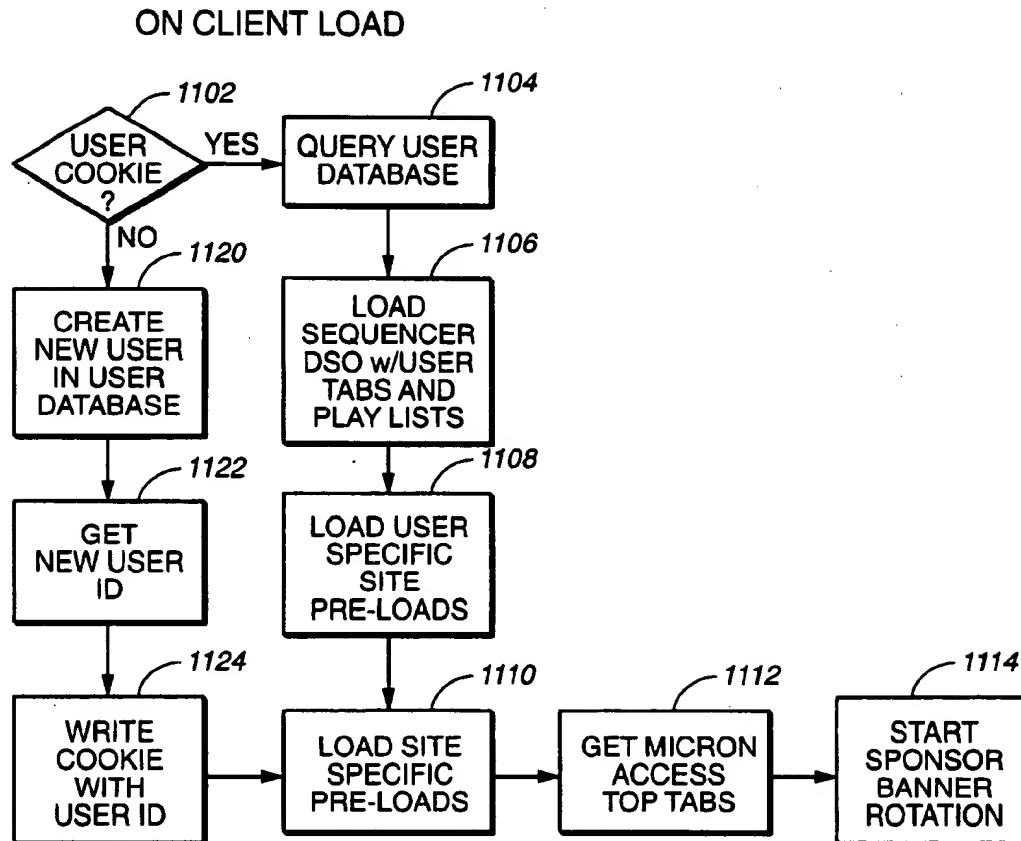 ON CLIENT LOAD
1102
USER
COOKIE
?
YES
NO
1104
QUERY USER
DATABASE
1106
LOAD
SEQUENCER
DSO w/USER
TABS AND
PLAY LISTS
1108
LOAD USER
SPECIFIC
SITE
PRE-LOADS
1120
CREATE
NEW USER
IN USER
DATABASE
1122
GET
NEW USER
ID
1124
WRITE
COOKIE
WITH
USER ID
1110
LOAD SITE
SPECIFIC
PRE-LOADS
1112
GET MICRON
ACCESS
TOP TABS
1114
START
SPONSOR
BANNER
ROTATION